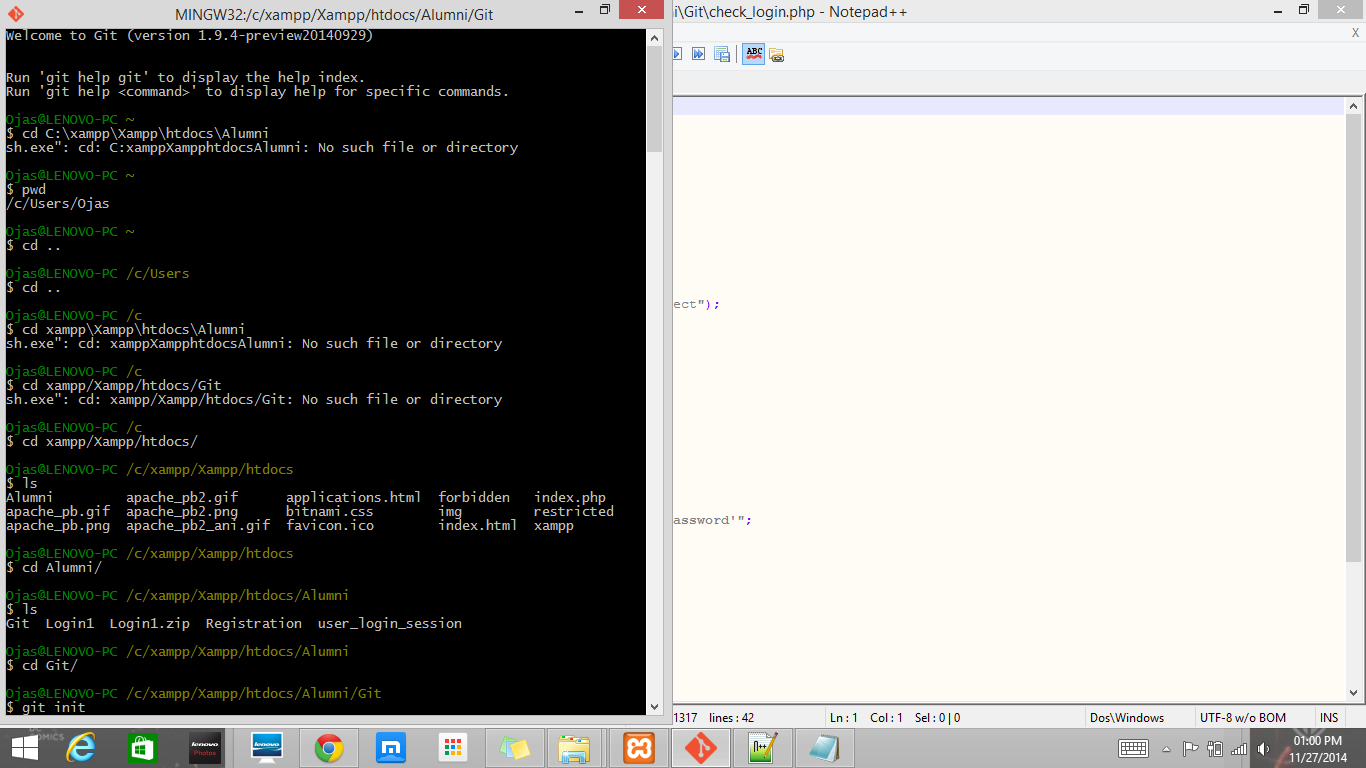 MINGW32:/c/xampp/Xampp/htdocs/Alumni/Git
i\Git\check_login.php - Notepad++
Welcome to Git (version 1.9.4-preview20140929)
Run 'git help git' to display the help index.
Run 'git help <command>' to display help for specific commands.
Ojas@LENOVO-PC ~
$ cd C:\xampp\Xampp\htdocs\Alumni
sh.exe": cd: C:xamppXampphtdocsAlumni: No such file or directory
Ojas@LENOVO-PC ~
$ pwd
/c/Users/Ojas
Ojas@LENOVO-PC ~
$ cd ..
Ojas@LENOVO-PC /c/Users
$ cd ..
Ojas@LENOVO-PC /c
$ cd xampp\Xampp\htdocs\Alumni
sh.exe": cd: xamppXampphtdocsAlumni: No such file or directory
Ojas@LENOVO-PC /c
$ cd xampp/Xampp/htdocs/Git
sh.exe": cd: xampp/Xampp/htdocs/Git: No such file or directory
Ojas@LENOVO-PC /c
$ cd xampp/Xampp/htdocs/
Ojas@LENOVO-PC /c/xampp/Xampp/htdocs
$ ls
Alumni apache_pb2.gif applications.html forbidden index.php
apache_pb.gif apache_pb2.png bitnami.css img restricted
apache_pb.png apache_pb2_ani.gif favicon.ico index.html xampp
Ojas@LENOVO-PC /c/xampp/Xampp/htdocs
$ cd Alumni/
Ojas@LENOVO-PC /c/xampp/Xampp/htdocs/Alumni
$ ls
Git Login1 Login1.zip Registration user_login_session
Ojas@LENOVO-PC /c/xampp/Xampp/htdocs/Alumni
$ cd Git/
Ojas@LENOVO-PC /c/xampp/Xampp/htdocs/Alumni/Git
$ git init
X
ABC
ect");
assword'";
1317 lines : 42 Ln : 1 Col : 1 Sel : 0 | 0 Dos\Windows UTF-8 w/o BOM INS
lenovo
Photos
lenovo
m
n++
01:00 PM
11/27/2014